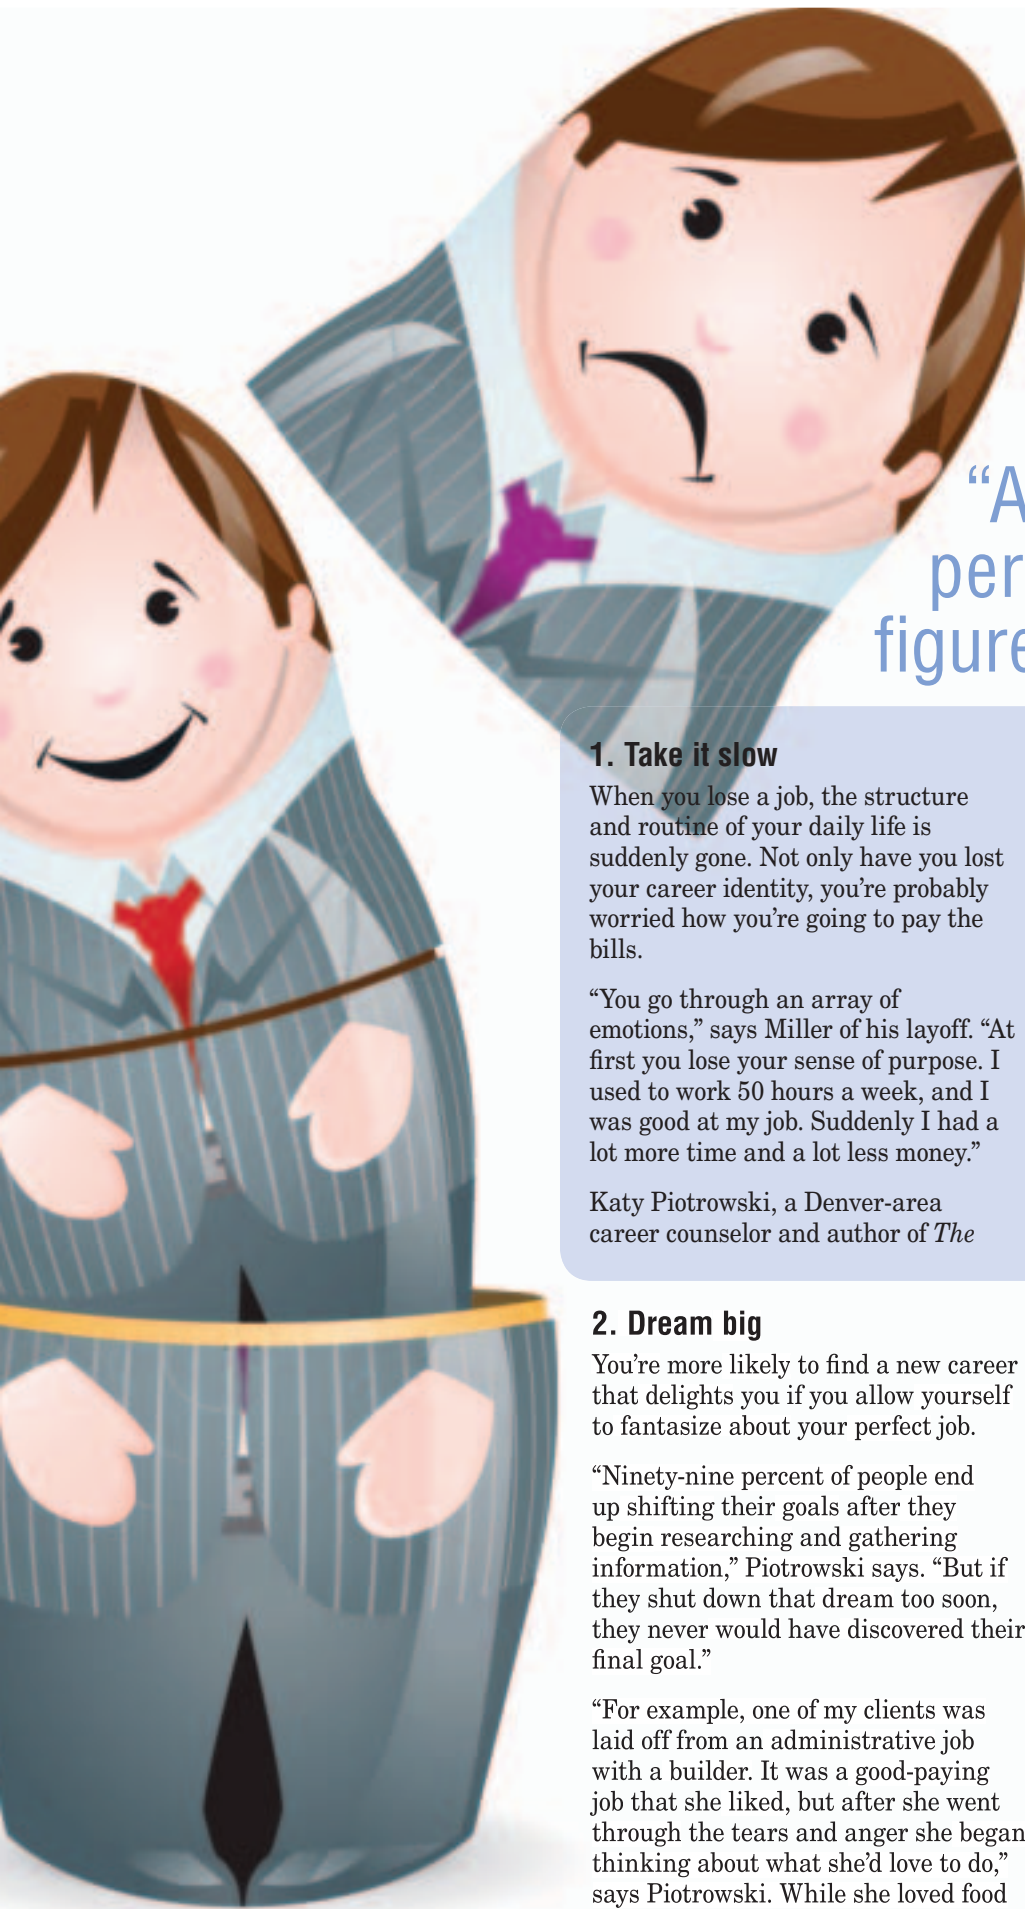 “A
per
figure
1. Take it slow
When you lose a job, the structure
and routine of your daily life is
suddenly gone. Not only have you lost
your career identity, you’re probably
worried how you’re going to pay the
bills.
“You go through an array of
emotions,” says Miller of his layoff. “At
first you lose your sense of purpose. I
used to work 50 hours a week, and I
was good at my job. Suddenly I had a
lot more time and a lot less money.”
Katy Piotrowski, a Denver-area
career counselor and author of The
2. Dream big
You’re more likely to find a new career
that delights you if you allow yourself
to fantasize about your perfect job.
“Ninety-nine percent of people end
up shifting their goals after they
begin researching and gathering
information,” Piotrowski says. “But if
they shut down that dream too soon,
they never would have discovered their
final goal.”
“For example, one of my clients was
laid off from an administrative job
with a builder. It was a good-paying
job that she liked, but after she went
through the tears and anger she began
thinking about what she’d love to do,”
says Piotrowski. While she loved food